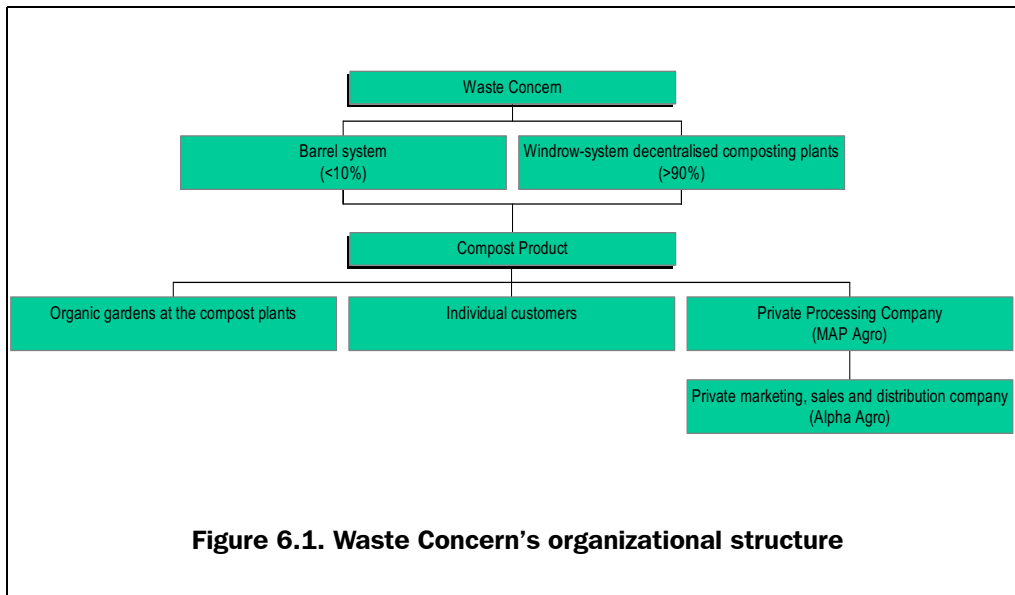 Waste Concern
Barrel system
(<10%)
Windrow-system decentralised composting plants
(>90%)
Compost Product
Organic gardens at the compost plants
Individual customers
Private Processing Company
(MAP Agro)
Private marketing, sales and distribution company
(Alpha Agro)
Figure 6.1. Waste Concern’s organizational structure